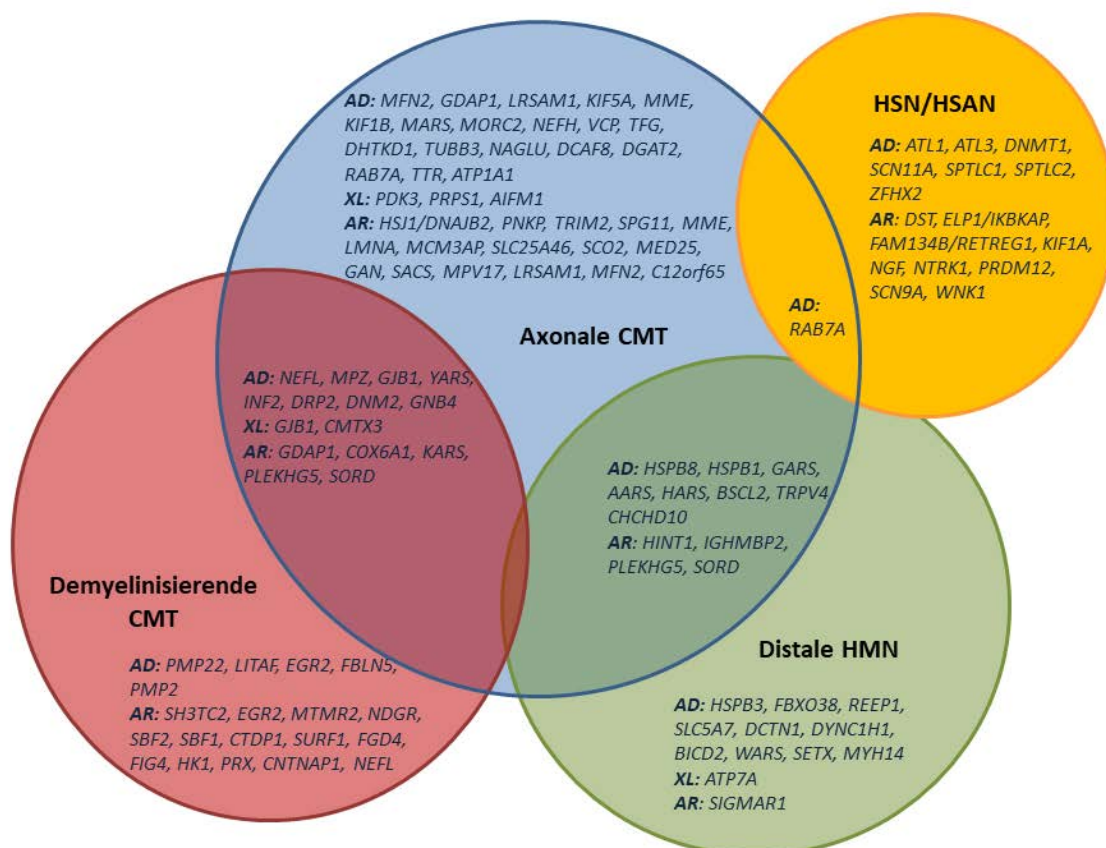 AD: MFN2, GDAP1, LRSAM1, KIF5A, MME,
KIF1B, MARS, MORC2, NEFH, VCP, TFG,
DHTKD1, TUBB3, NAGLU, DCAF8, DGAT2,
RAB7A, TTR, ATP1A1
XL: PDK3, PRPS1, AIFM1
AR: HSJ1/DNAJB2, PNKP, TRIM2, SPG11, MME,
LMNA, MCM3AP, SLC25A46, SCO2, MED25,
GAN, SACS, MPV17, LRSAM1, MFN2, C12orf65
Axonale CMT
HSN/HSAN
AD: ATL1, ATL3, DNMT1,
SCN11A, SPTLC1, SPTLC2,
ZFHX2
AR: DST, ELP1/IKBKAP,
FAM134B/RETREG1, KIF1A,
NGF, NTRK1, PRDM12,
SCN9A, WNK1
AD:
RAB7A
AD: NEFL, MPZ, GJB1, YARS,
INF2, DRP2, DNM2, GNB4
XL: GJB1, CMTX3
AR: GDAP1, COX6A1, KARS,
PLEKHG5, SORD
AD: HSPB8, HSPB1, GARS,
AARS, HARS, BSCL2, TRPV4
CHCHD10
AR: HINT1, IGHMBP2,
PLEKHG5, SORD
Demyelinisierende
CMT
AD: PMP22, LITAF, EGR2, FBLN5,
PMP2
AR: SH3TC2, EGR2, MTMR2, NDGR,
SBF2, SBF1, CTDP1, SURF1, FGD4,
FIG4, HK1, PRX, CNTNAP1, NEFL
Distale HMN
AD: HSPB3, FBXO38, REEP1,
SLC5A7, DCTN1, DYNC1H1,
BICD2, WARS, SETX, MYH14
XL: ATP7A
AR: SIGMAR1